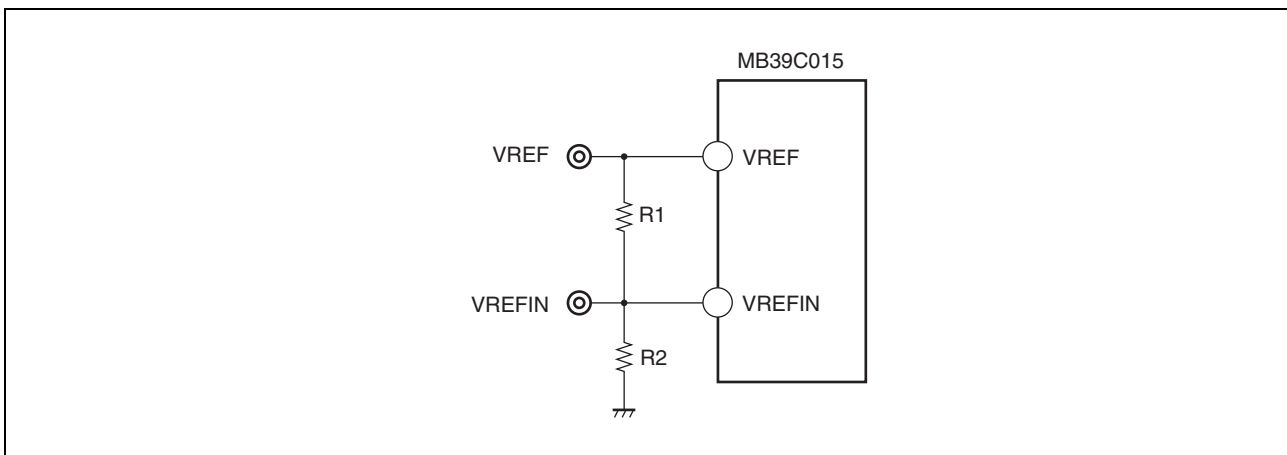 MB39C015
VREF
VREF
R1
VREFIN
VREFIN
R2